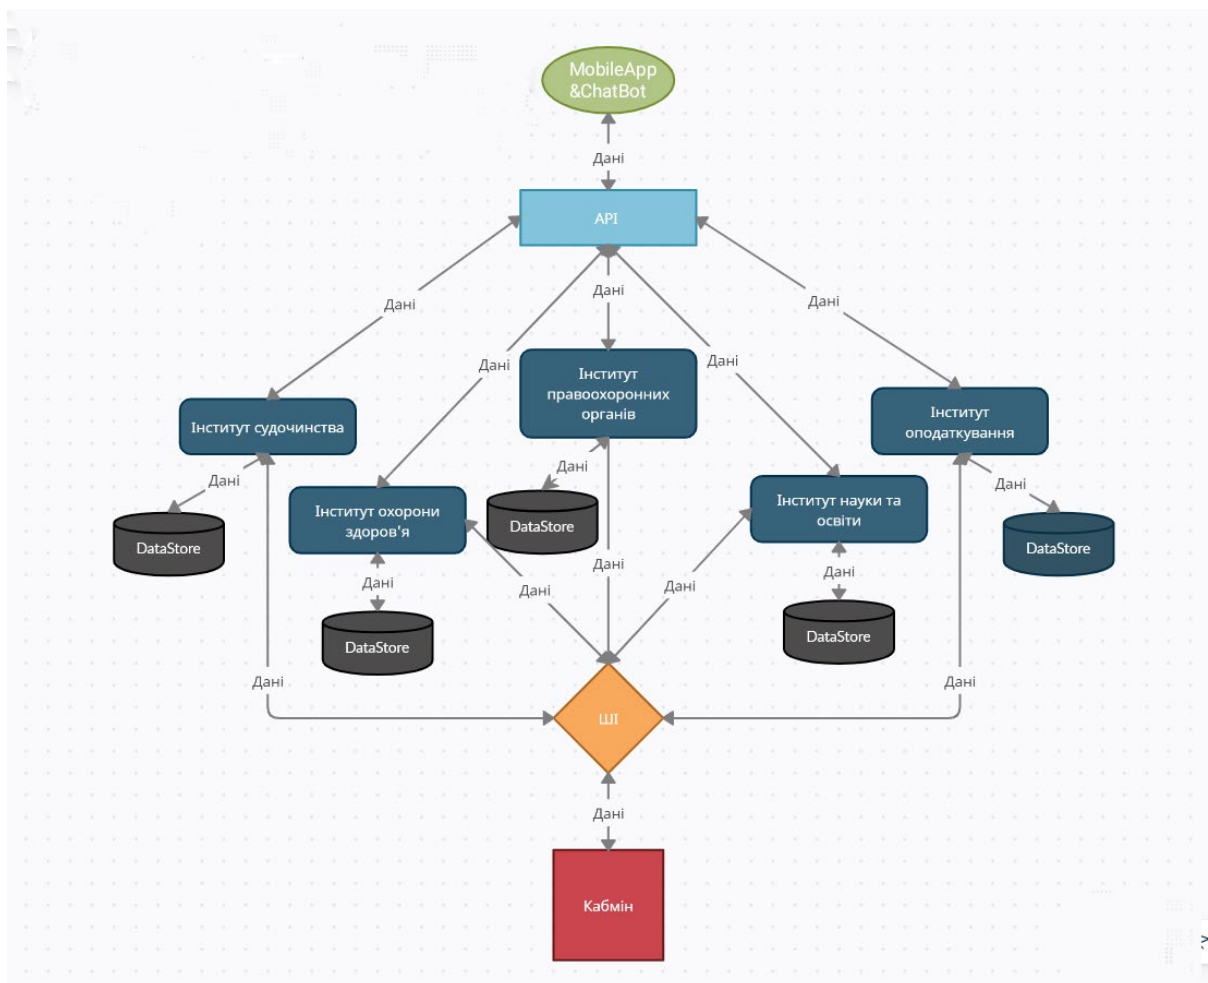 MobileApp
&ChatBot
Дані
API
Дані
Дані
Дані
Дані
Дані
Інститут
правоохоронних
органів
Інститут судочинства
Інститут
оподаткування
Дані
Дані
Дані
Інститут охорони
здоров'я
DataStore
Інститут науки та
освіти
DataStore
DataStore
Дані
Дані
Дані
Дані
Дані
DataStore
DataStore
Дані
Дані
ШІ
Дані
Кабмін